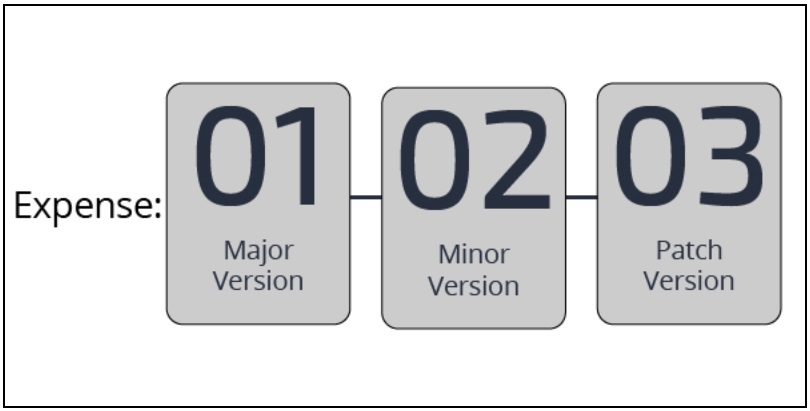 Expense:
01
Major
Version
02
Minor
Version
03
Patch
Version